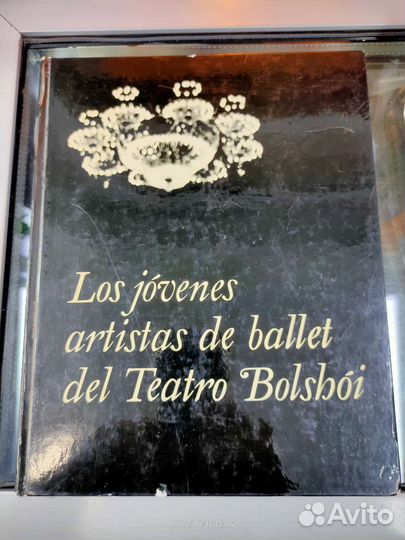 Los jóvenes
artistas de ballet
del Teatro Bolshói
Avito